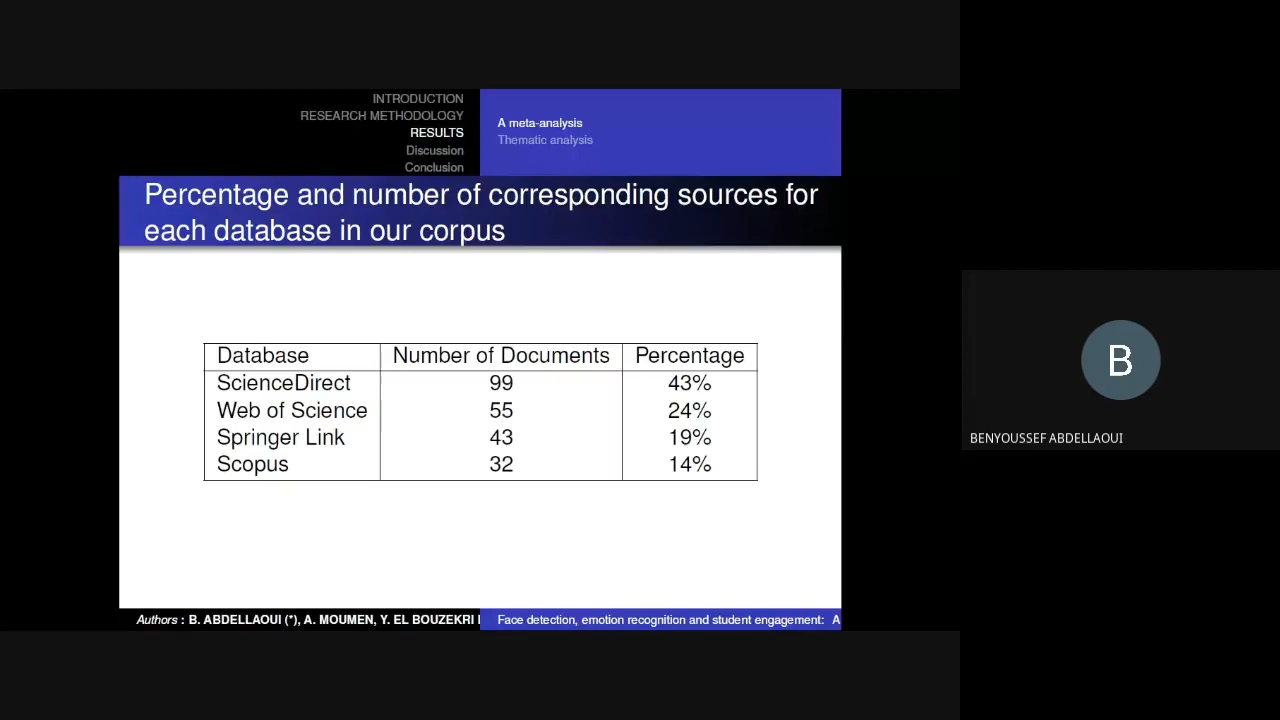 INTRODUCTION
RESEARCH METHODOLOGY
RESULTS
Discussion
Conclusion
A meta-analysis
Thematic analysis
Percentage and number of corresponding sources for
each database in our corpus
Database Number of Documents Percentage
ScienceDirect 99 43%
Web of Science 55 24%
Springer Link 43 19%
Scopus 32 14%
Authors : B. ABDELLAOUI (*), A. MOUMEN, Y. EL BOUZEKRI
Face detection, emotion recognition and student engagement: A
B
BENYOUSSEF ABDELLAOUI